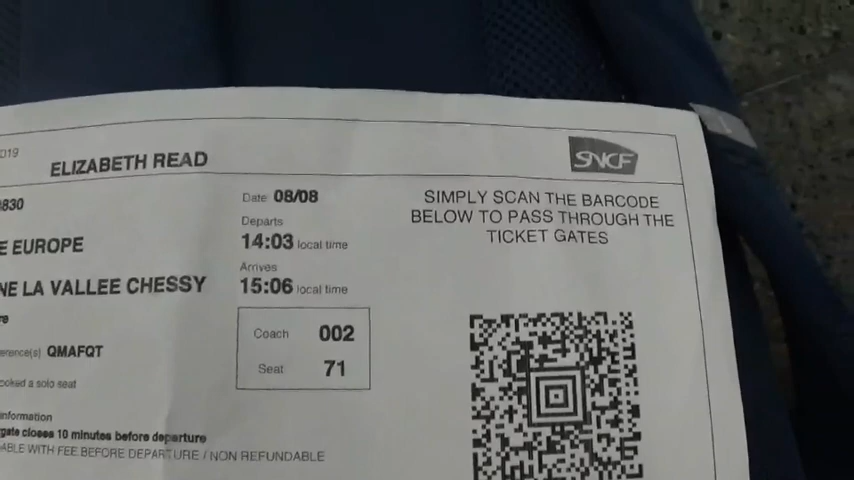 019
ELIZABETH READ
SNCF
830
Date 08/08
SIMPLY SCAN THE BARCODE
BELOW TO PASS THROUGH THE
TICKET GATES
Departs
E EUROPE
14:03 local time
Arrives
NE LA VALLEE CHESSY
15:06 local time
Coach 002
erence(s) QMAFQT
Seat 71
ooked a solo seat
information
gate closes 10 minutes before departure
ABLE WITH FEE BEFORE DEPARTURE / NON REFUNDABLE